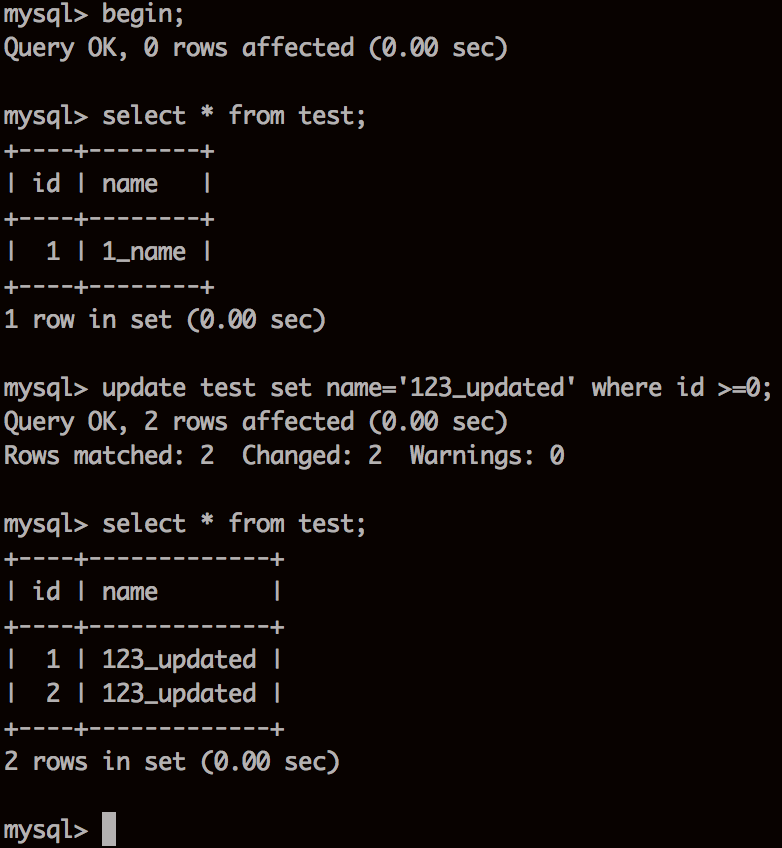 mysql> begin;
Query OK, 0 rows affected (0.00 sec)
mysql> select * from test;
+----+--------+
| id | name   |
+----+--------+
|  1 | 1_name |
+----+--------+
1 row in set (0.00 sec)
mysql> update test set name='123_updated' where id >=0;
Query OK, 2 rows affected (0.00 sec)
Rows matched: 2  Changed: 2  Warnings: 0
mysql> select * from test;
+----+-------------+
| id | name        |
+----+-------------+
|  1 | 123_updated |
|  2 | 123_updated |
+----+-------------+
2 rows in set (0.00 sec)
mysql>